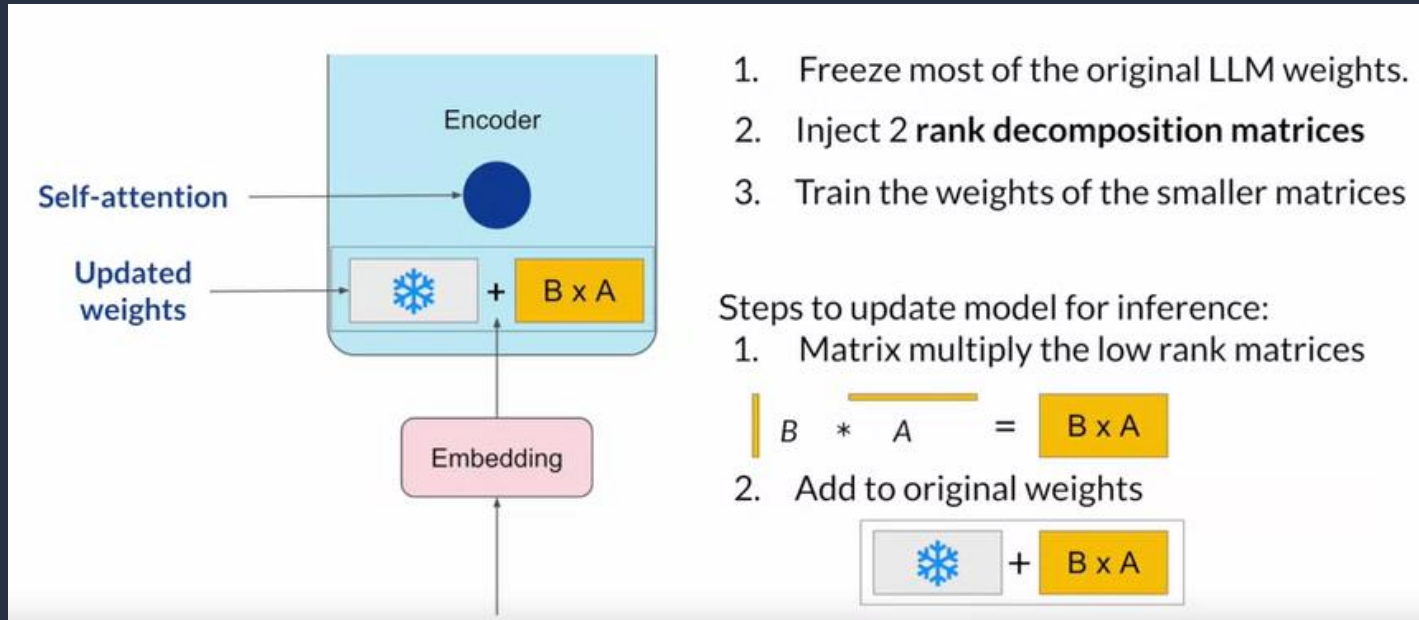 Encoder
Self-attention
Updated
weights
+
B x A
Embedding
1. Freeze most of the original LLM weights.
2. Inject 2 rank decomposition matrices
3. Train the weights of the smaller matrices
Steps to update model for inference:
1. Matrix multiply the low rank matrices
B * A = B x A
2. Add to original weights
+ B x A